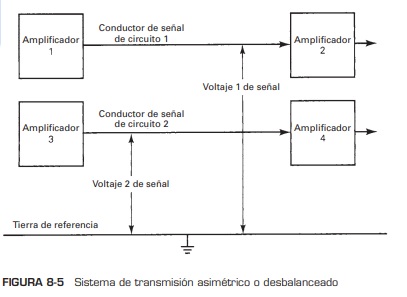 Amplificador
1
Conductor de señal
de circuito 1
Amplificador
2
Voltaje 1 de señal
Amplificador
3
Conductor de señal
de circuito 2
Amplificador
4
Voltaje 2 de señal
Tierra de referencia
FIGURA 8-5 Sistema de transmisión asimétrico o desbalanceado